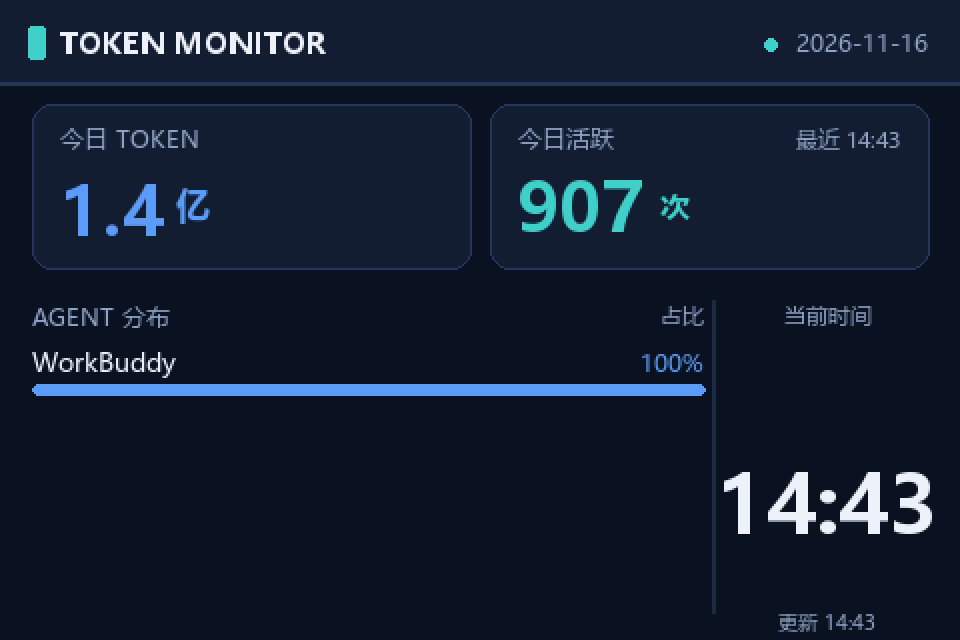 TOKEN MONITOR
2026-11-16
今日 TOKEN
1.4 亿
今日活跃
最近 14:43
907 次
AGENT 分布
占比
WorkBuddy
100%
当前时间
14:43
更新 14:43